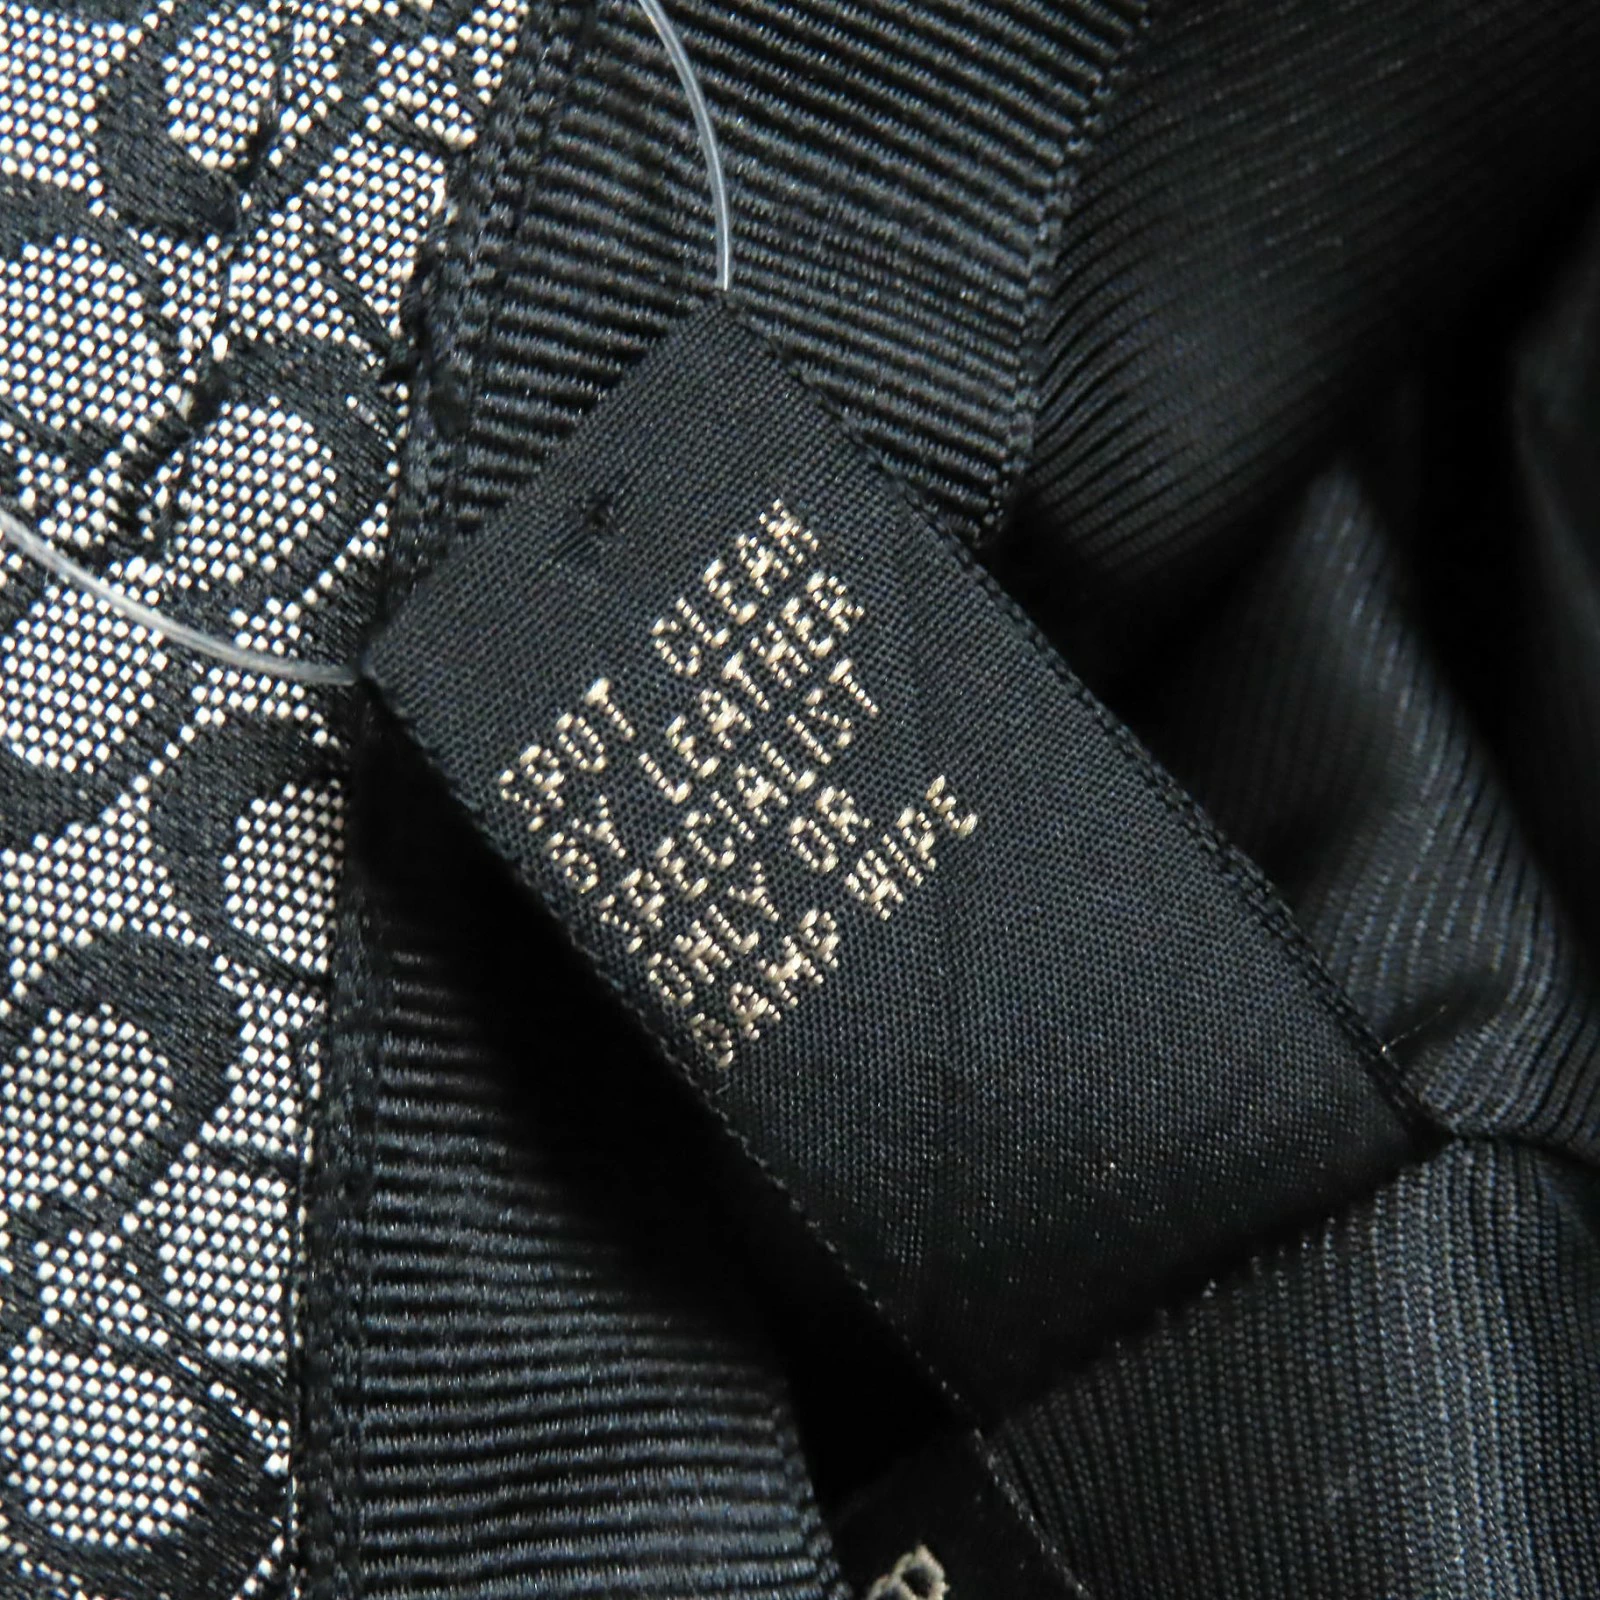 SPOT CLEAN
BY LEATHER
SPECIALIST
ONLY OR
DAMP WIPE